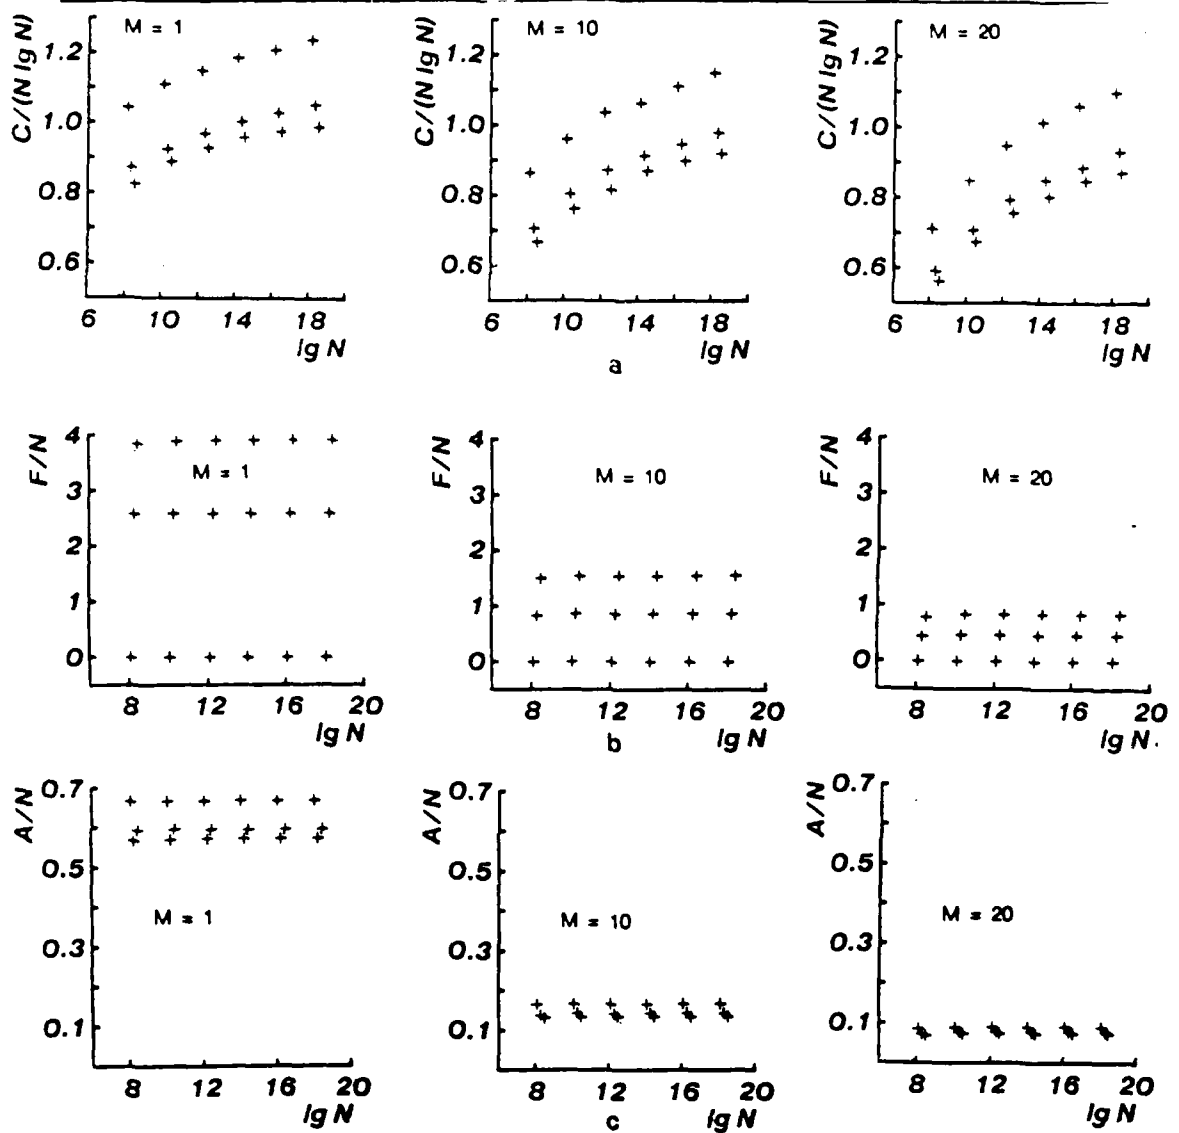 C/(N lg N)
M = 1
1.2
1.0
0.8
0.6
6 10 14 18
lg N
C/(N lg N)
M = 10
1.2
1.0
0.8
0.6
6 10 14 18
lg N
C/(N lg N)
M = 20
1.2
1.0
0.8
0.6
6 10 14 18
lg N
a
F/N
M = 1
4
3
2
1
0
8 12 16 20
lg N
F/N
M = 10
4
3
2
1
0
8 12 16 20
lg N
F/N
M = 20
4
3
2
1
0
8 12 16 20
lg N
b
A/N
M = 1
0.7
0.5
0.3
0.1
8 12 16 20
lg N
A/N
M = 10
0.7
0.5
0.3
0.1
8 12 16 20
lg N
A/N
M = 20
0.7
0.5
0.3
0.1
8 12 16 20
lg N
c